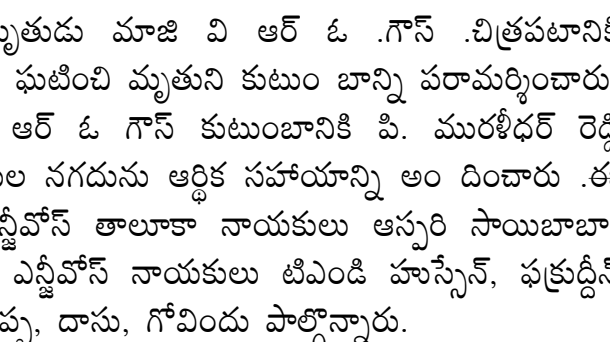 మృతుడు మాజి వి ఆర్ ఓ .గౌస్ .చిత్రపటానికి
ఘటించి మృతుని కుటుం బాన్ని పరామర్శించారు
ఆర్ ఓ గౌస్ కుటుంబానికి పి. మురళీధర్ రెడ్డి
నగదును ఆర్థిక సహాయాన్ని అం దించారు .ఈ
తాలూకా నాయకులు ఆస్పరి సాయిబాబా
ఎన్జీవోస్ నాయకులు టిఎండి హుస్సేన్, ఫక్రుద్దీన్
దాసు, గోవిందు పాల్గొన్నారు.